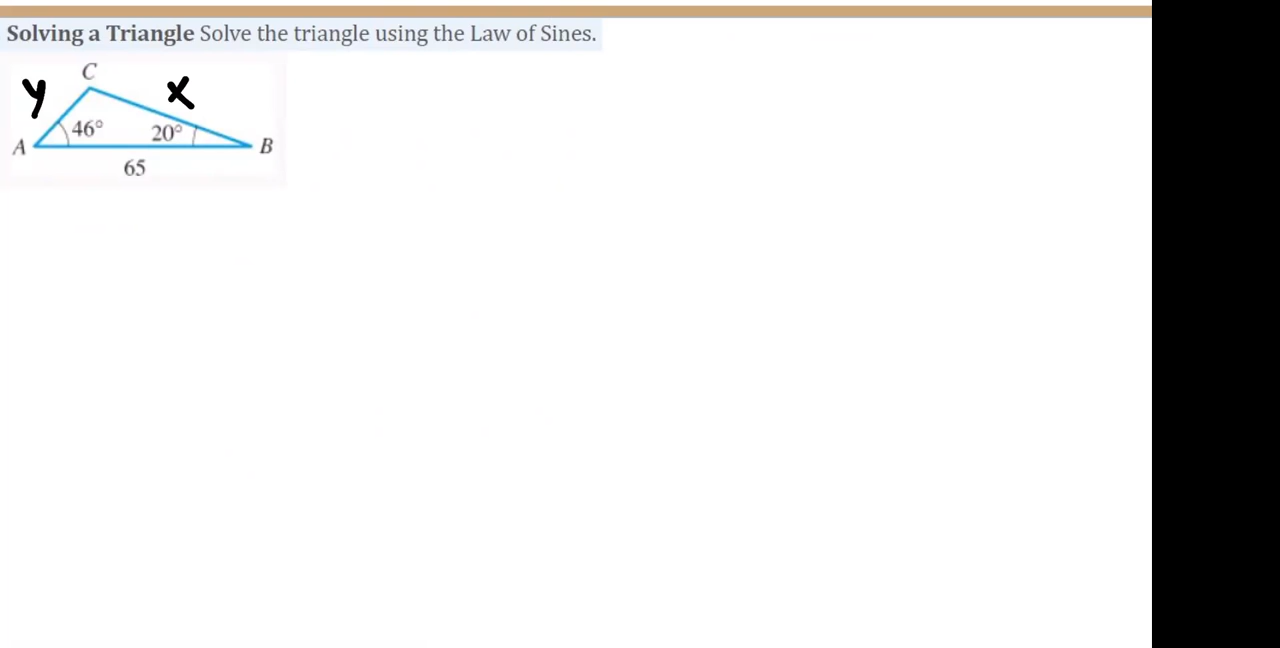 Solving a Triangle Solve the triangle using the Law of Sines.
C
y x
46° 20°
A B
65